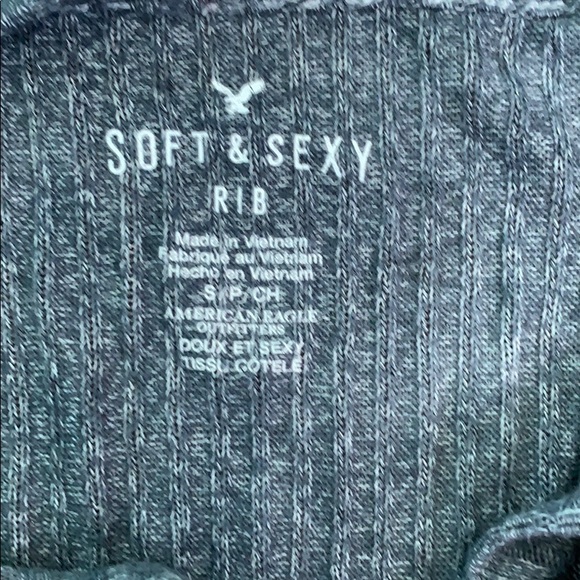 SOFT & SEXY
RIB
Made in Vietnam
Fabriqué au Vietnam
Hecho en Vietnam
S/P/CH
AMERICAN EAGLE
OUTFITTERS
DOUX ET SEXY
TISSU COTELÉ